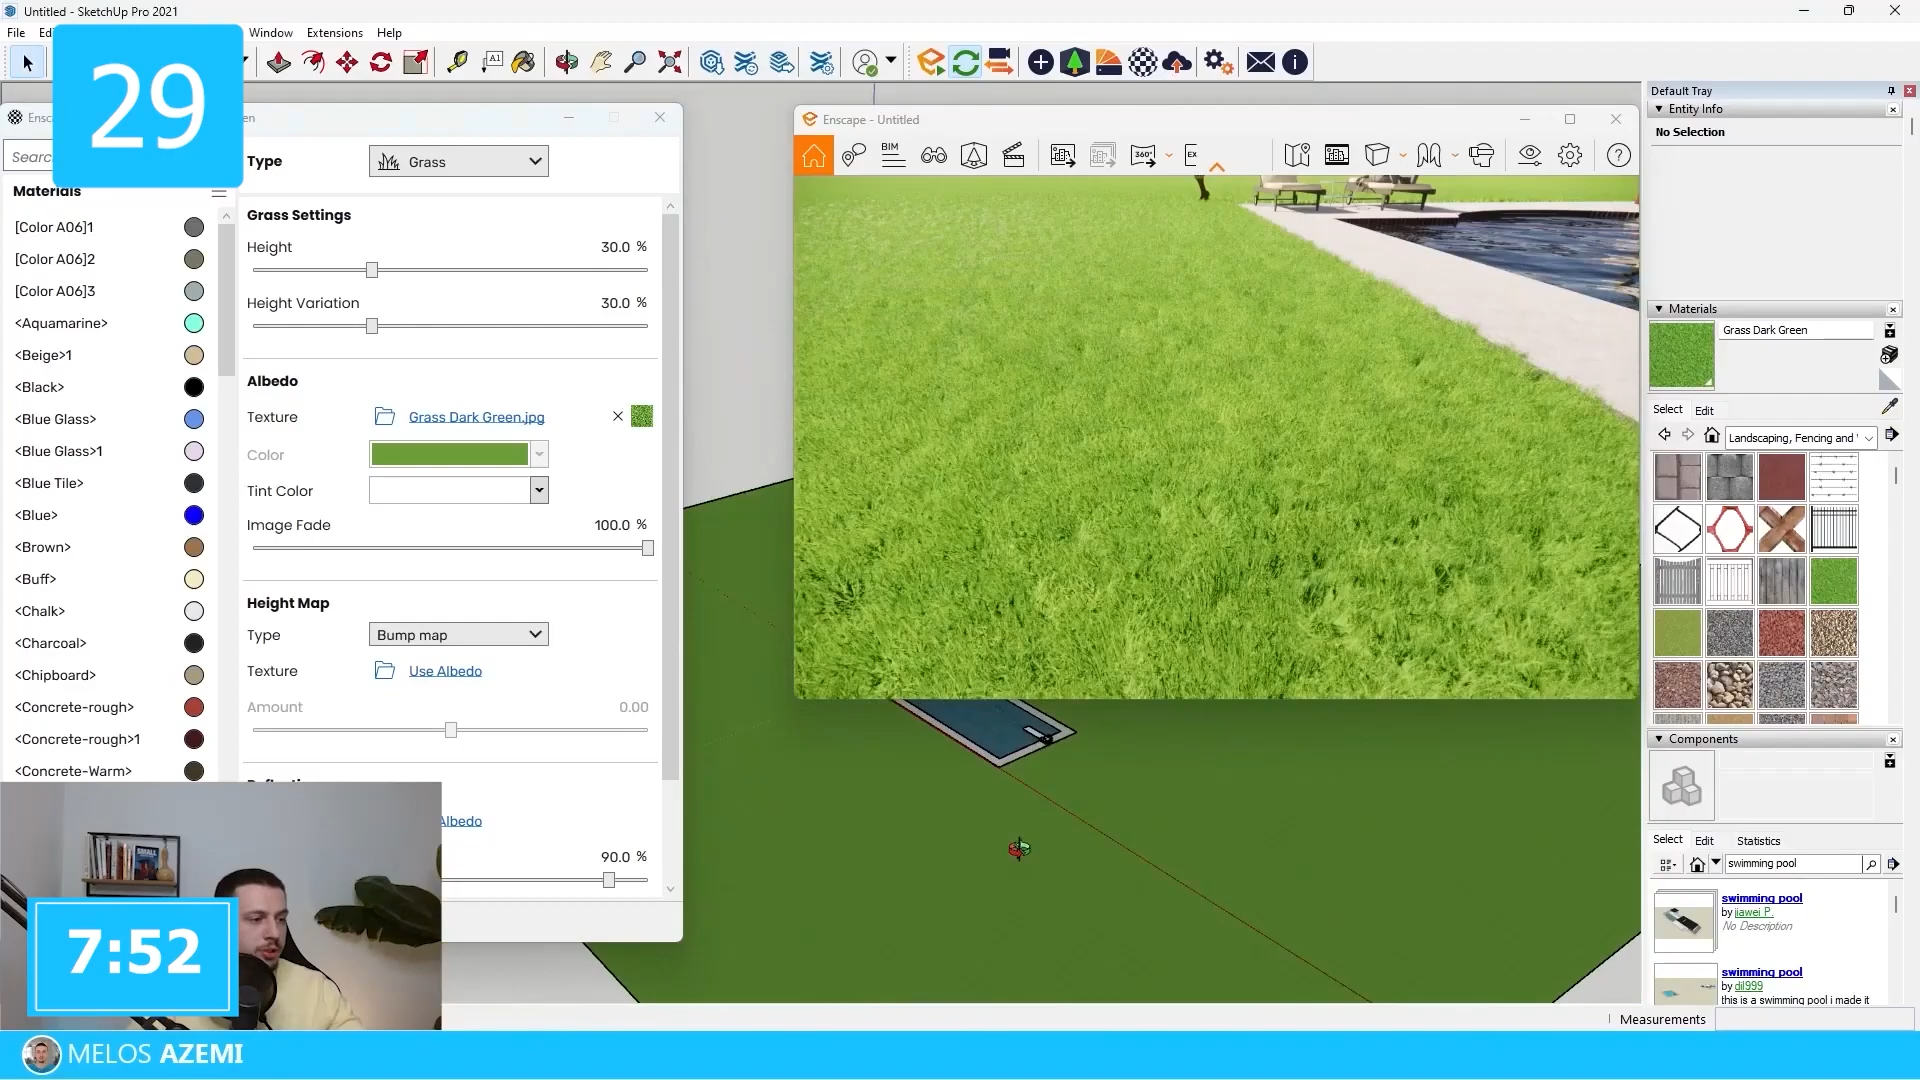 Untitled - SketchUp Pro 2021
File
Window
Extensions
Help
29
A1
Type
Grass
Materials
[Color A06]1
[Color A06]2
[Color A06]3
<Aquamarine>
<Beige>1
<Black>
<Blue Glass>
<Blue Glass>1
<Blue Tile>
<Blue>
<Brown>
<Buff>
<Chalk>
<Charcoal>
<Chipboard>
<Concrete-rough>
<Concrete-rough>1
<Concrete-Warm>
Grass Settings
Height
30.0 %
Height Variation
30.0 %
Albedo
Texture
Grass Dark Green.jpg
Color
Tint Color
Image Fade
100.0 %
Height Map
Type
Bump map
Texture
Use Albedo
Amount
0.00
Albedo
90.0 %
Enscape - Untitled
BIM
360°
EX
Default Tray
Entity Info
No Selection
Materials
Grass Dark Green
Select
Edit
Landscaping, Fencing and
Components
Select
Edit
Statistics
swimming pool
swimming pool
by jiawei P.
No Description
swimming pool
by dil999
this is a swimming pool i made it
Measurements
SMALL
7:52
MELOS AZEMI